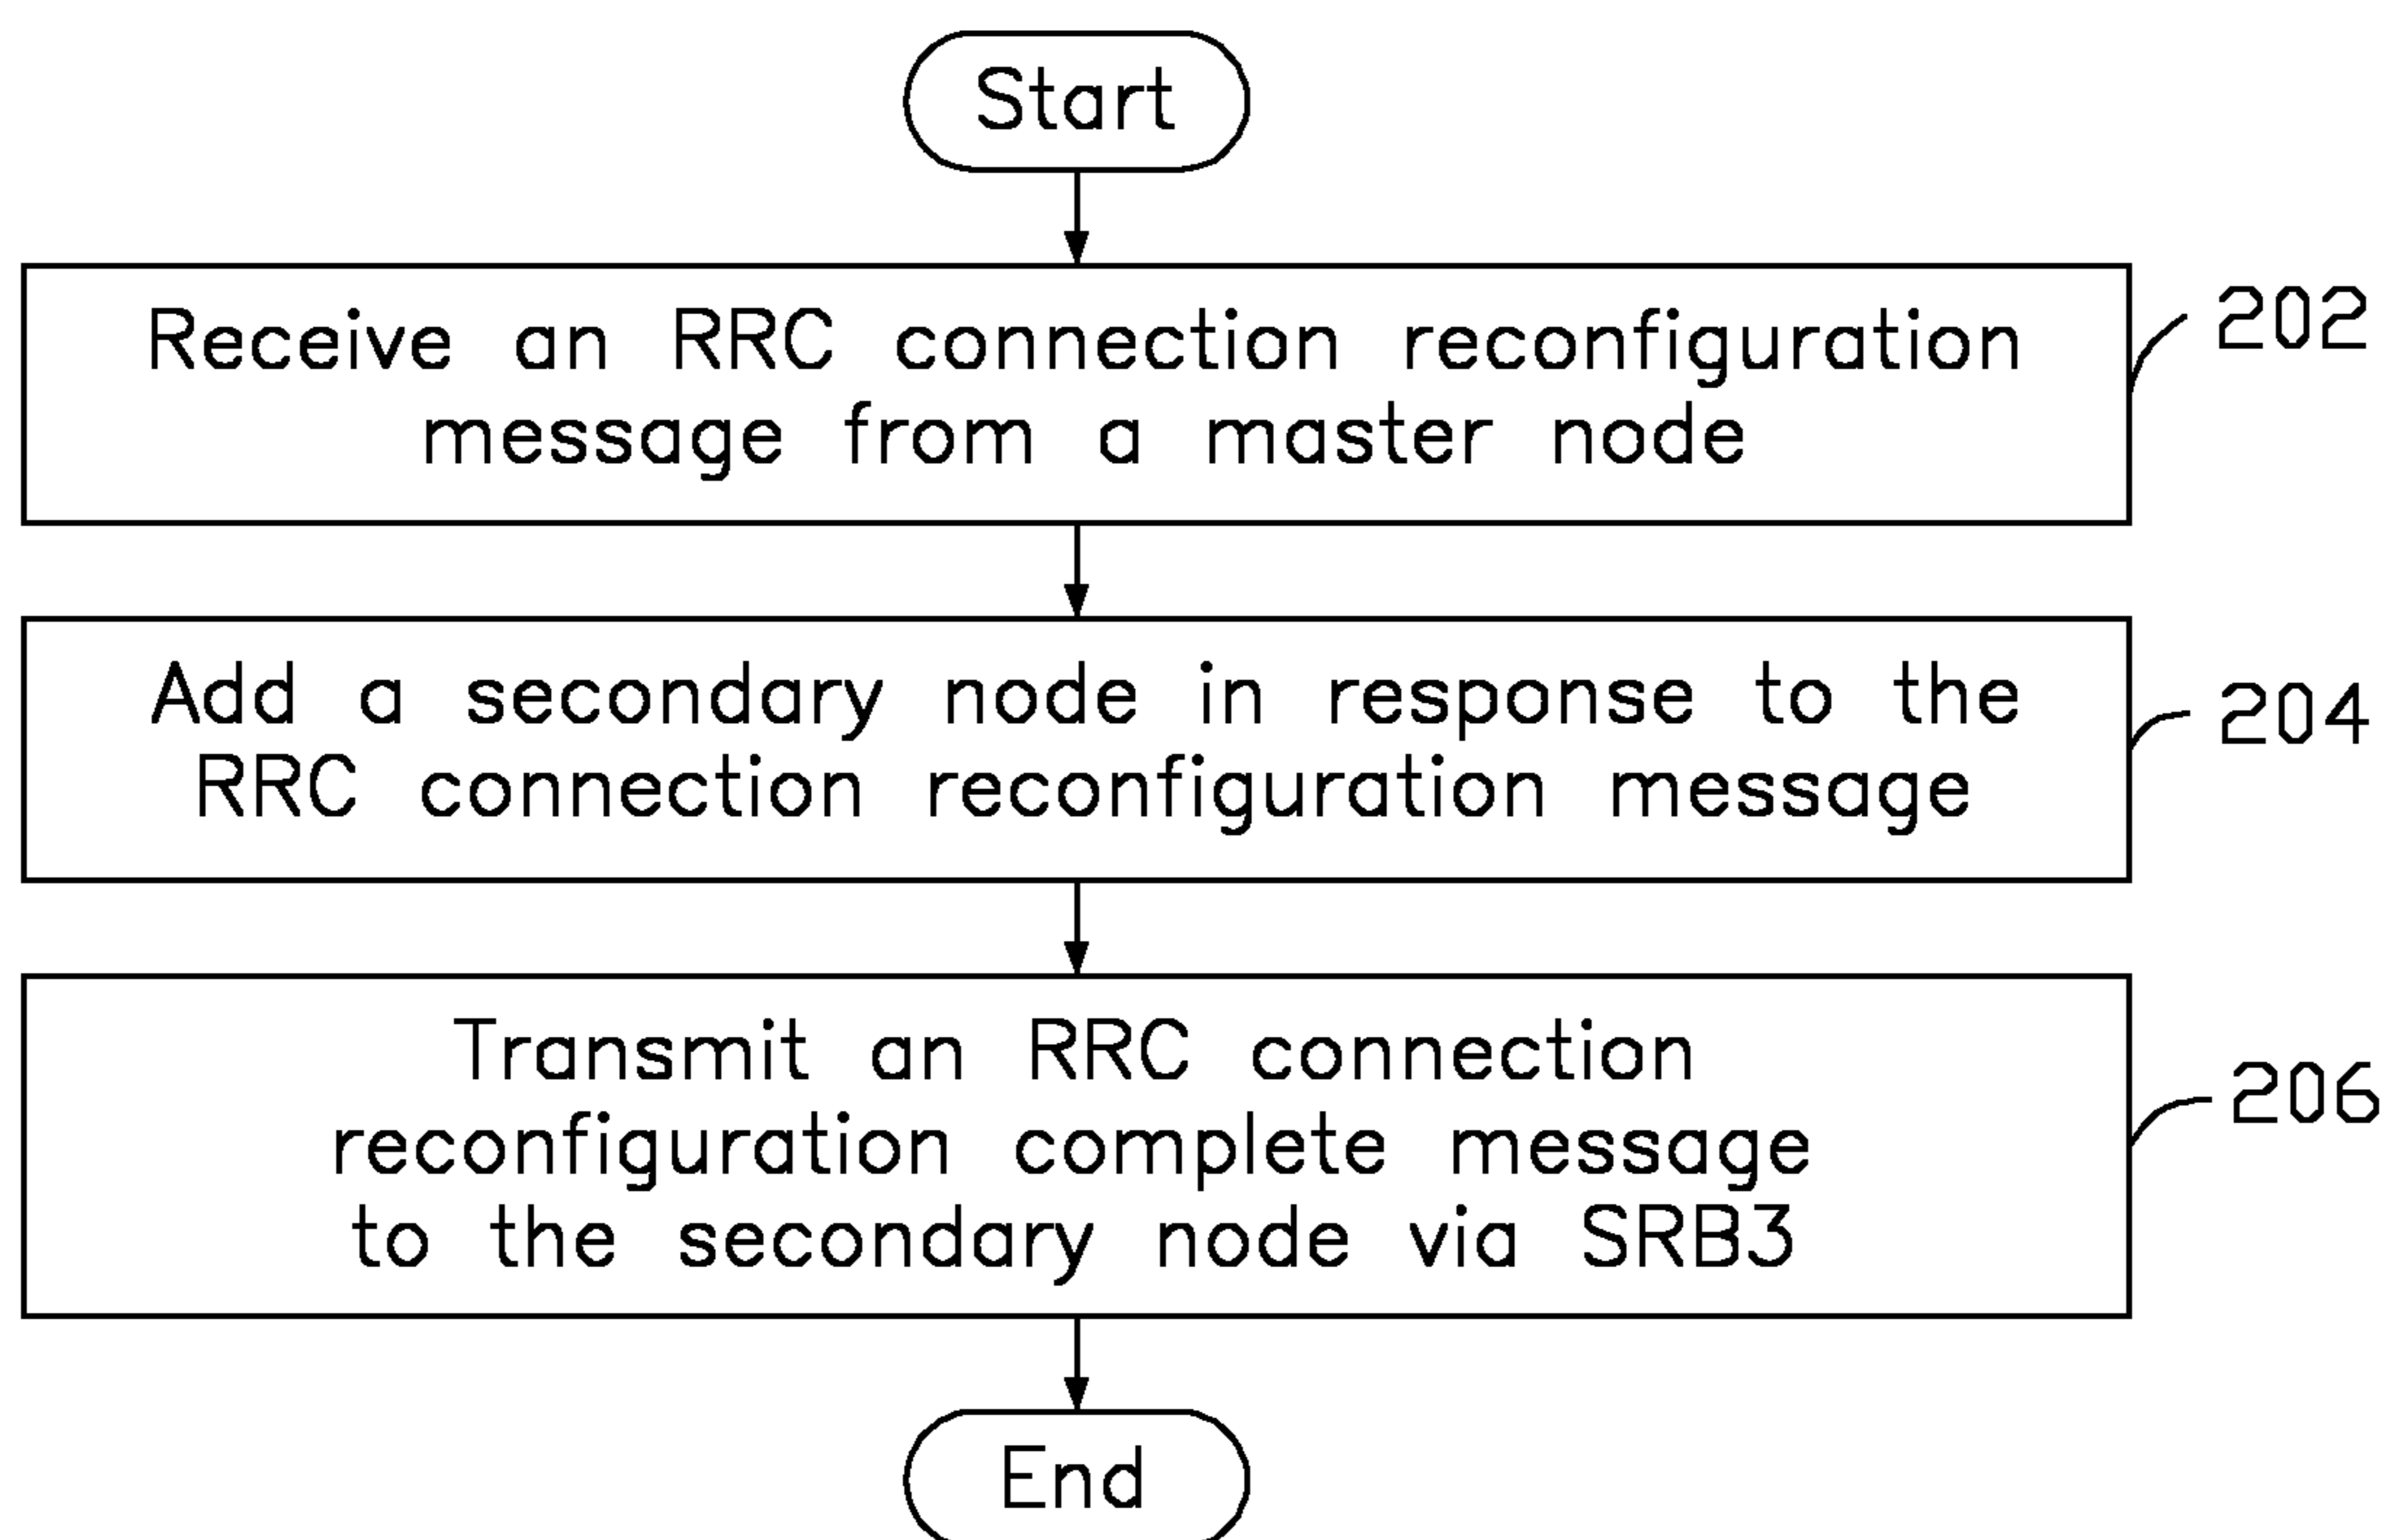 Start
Receive an RRC connection reconfiguration
message from a master node
202
Add a secondary node in response to the
RRC connection reconfiguration message
204
Transmit an RRC connection
reconfiguration complete message
to the secondary node via SRB3
206
End